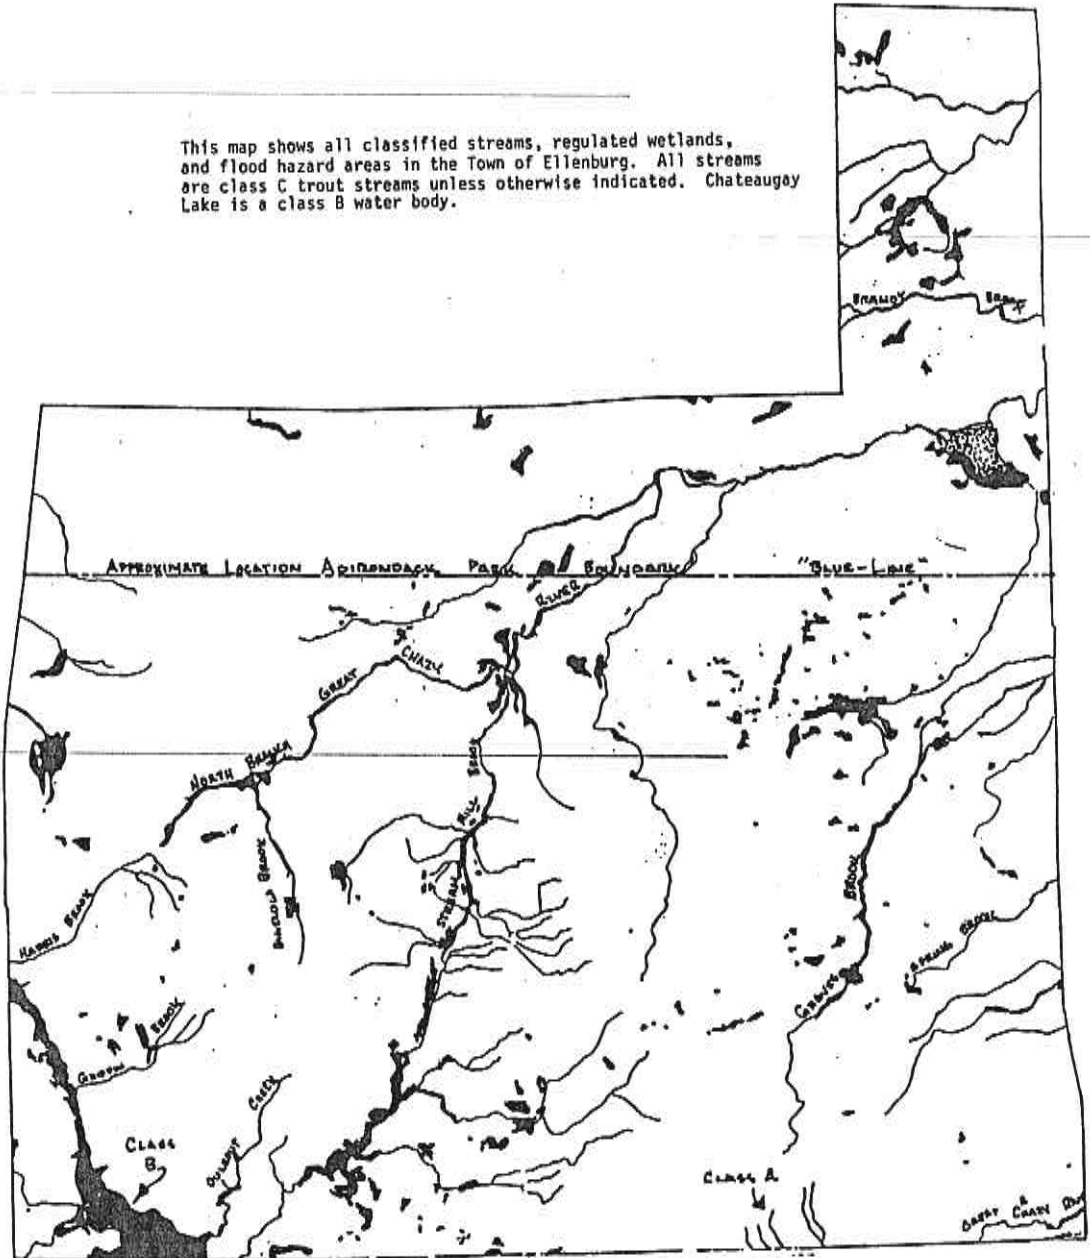 This map shows all classified streams, regulated wetlands,
and flood hazard areas in the Town of Ellenburg.  All streams
are class C trout streams unless otherwise indicated.  Chateaugay
Lake is a class B water body.
BRANDY BROOK
APPROXIMATE LOCATION ADIRONDACK PARK BOUNDARY "BLUE-LINE"
RIVER
GREAT CHAZY
NORTH BRANCH
BROOK
HILL
BROOK
HARRIS BROOK
BROOK
SPRING BROOK
BROOK
CLASS
B
CLASS A
GREAT CHAZY